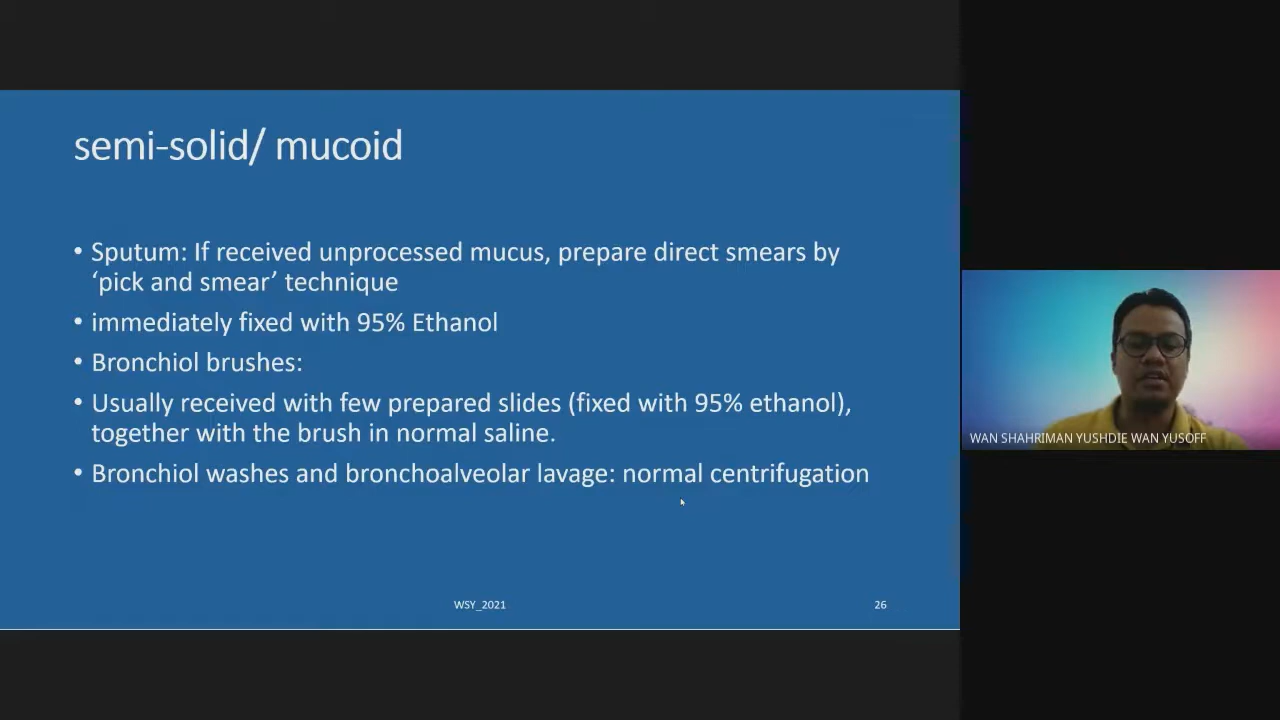 semi-solid/ mucoid
• Sputum: If received unprocessed mucus, prepare direct smears by
‘pick and smear’ technique
• immediately fixed with 95% Ethanol
• Bronchiol brushes:
• Usually received with few prepared slides (fixed with 95% ethanol),
together with the brush in normal saline.
• Bronchiol washes and bronchoalveolar lavage: normal centrifugation
WSY_2021
26
WAN SHAHRIMAN YUSHDIE WAN YUSOFF